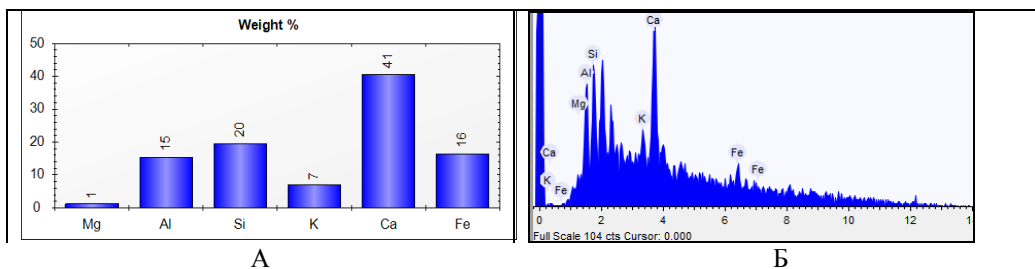 Weight %
50
40
30
20
10
0
1
15
20
7
41
16
Mg Al Si K Ca Fe
А
Ca
Si
Al
Mg
K
Ca
Fe
K
Fe
Fe
0 2 4 6 8 10 12 14
Full Scale 104 cts Cursor: 0.000
Б